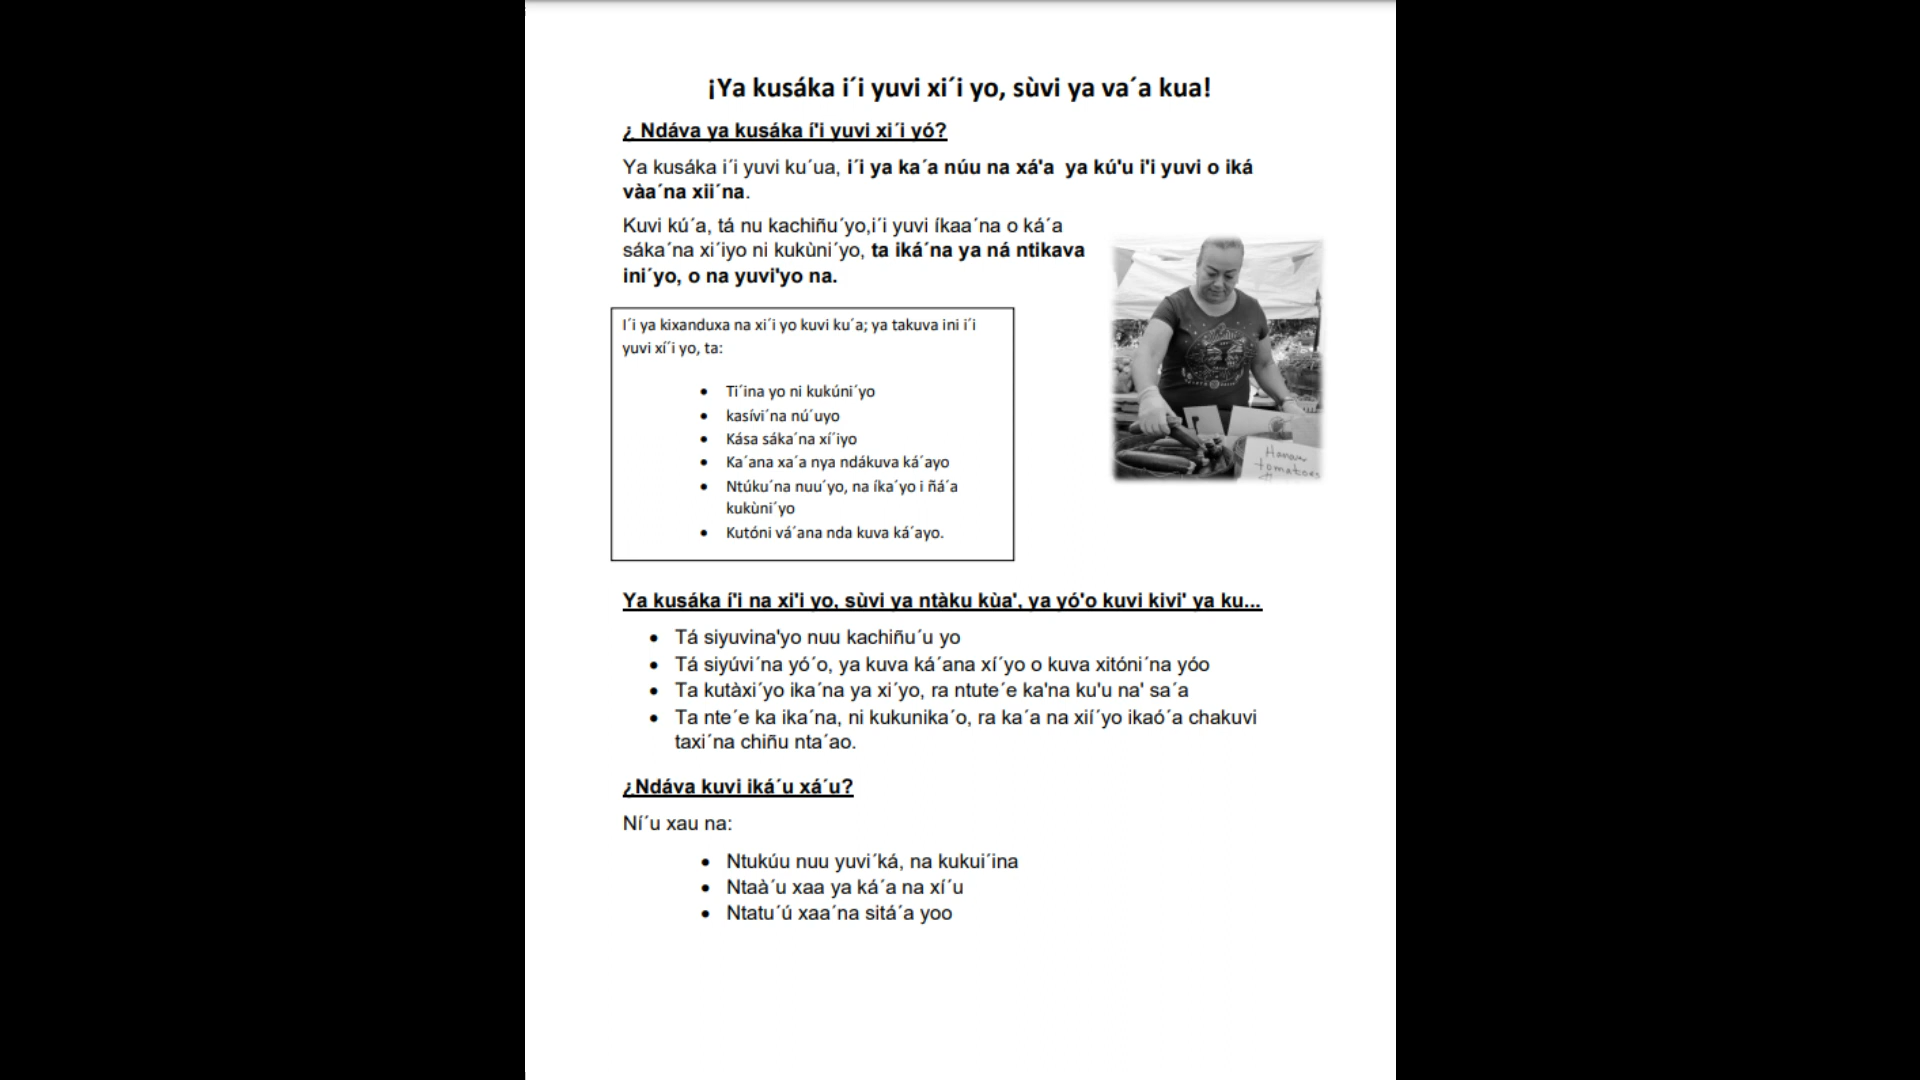 ¡Ya kusáka i´i yuvi xi´i yo, sùvi ya va´a kua!
¿ Ndáva ya kusáka í'i yuvi xi´i yó?
Ya kusáka i´i yuvi ku´ua, i´i ya ka´a núu na xá'a  ya kú'u i'i yuvi o iká
vàa´na xii´na.
Kuvi kú´a, tá nu kachiñu´yo,i´i yuvi íkaa´na o ká´a
sáka´na xi´iyo ni kukùni´yo, ta iká´na ya ná ntikava
ini´yo, o na yuvi'yo na.
I´i ya kixanduxa na xi´i yo kuvi ku´a; ya takuva ini i´i
yuvi xí´i yo, ta:
• Ti´ina yo ni kukúni´yo
• kasívi´na nú´uyo
• Kása sáka´na xí´iyo
• Ka´ana xa´a nya ndákuva ká´ayo
• Ntúku´na nuu´yo, na íka´yo i ñá´a
kukùni´yo
• Kutóni vá´ana nda kuva ká´ayo.
Hanan
tomatoes
Ya kusáka í'i na xi'i yo, sùvi ya ntàku kùa', ya yó'o kuvi kivi' ya ku...
• Tá siyuvina'yo nuu kachiñu´u yo
• Tá siyúvi´na yó´o, ya kuva ká´ana xí´yo o kuva xitóni´na yóo
• Ta kutàxi´yo ika´na ya xi´yo, ra ntute´e ka'na ku'u na' sa´a
• Ta nte´e ka ika´na, ni kukunika´o, ra ka´a na xií´yo ikaó´a chakuvi
taxi´na chiñu nta´ao.
¿Ndáva kuvi iká´u xá´u?
Ní´u xau na:
• Ntukúu nuu yuvi´ká, na kukui´ina
• Ntaà´u xaa ya ká´a na xí´u
• Ntatu´ú xaa´na sitá´a yoo